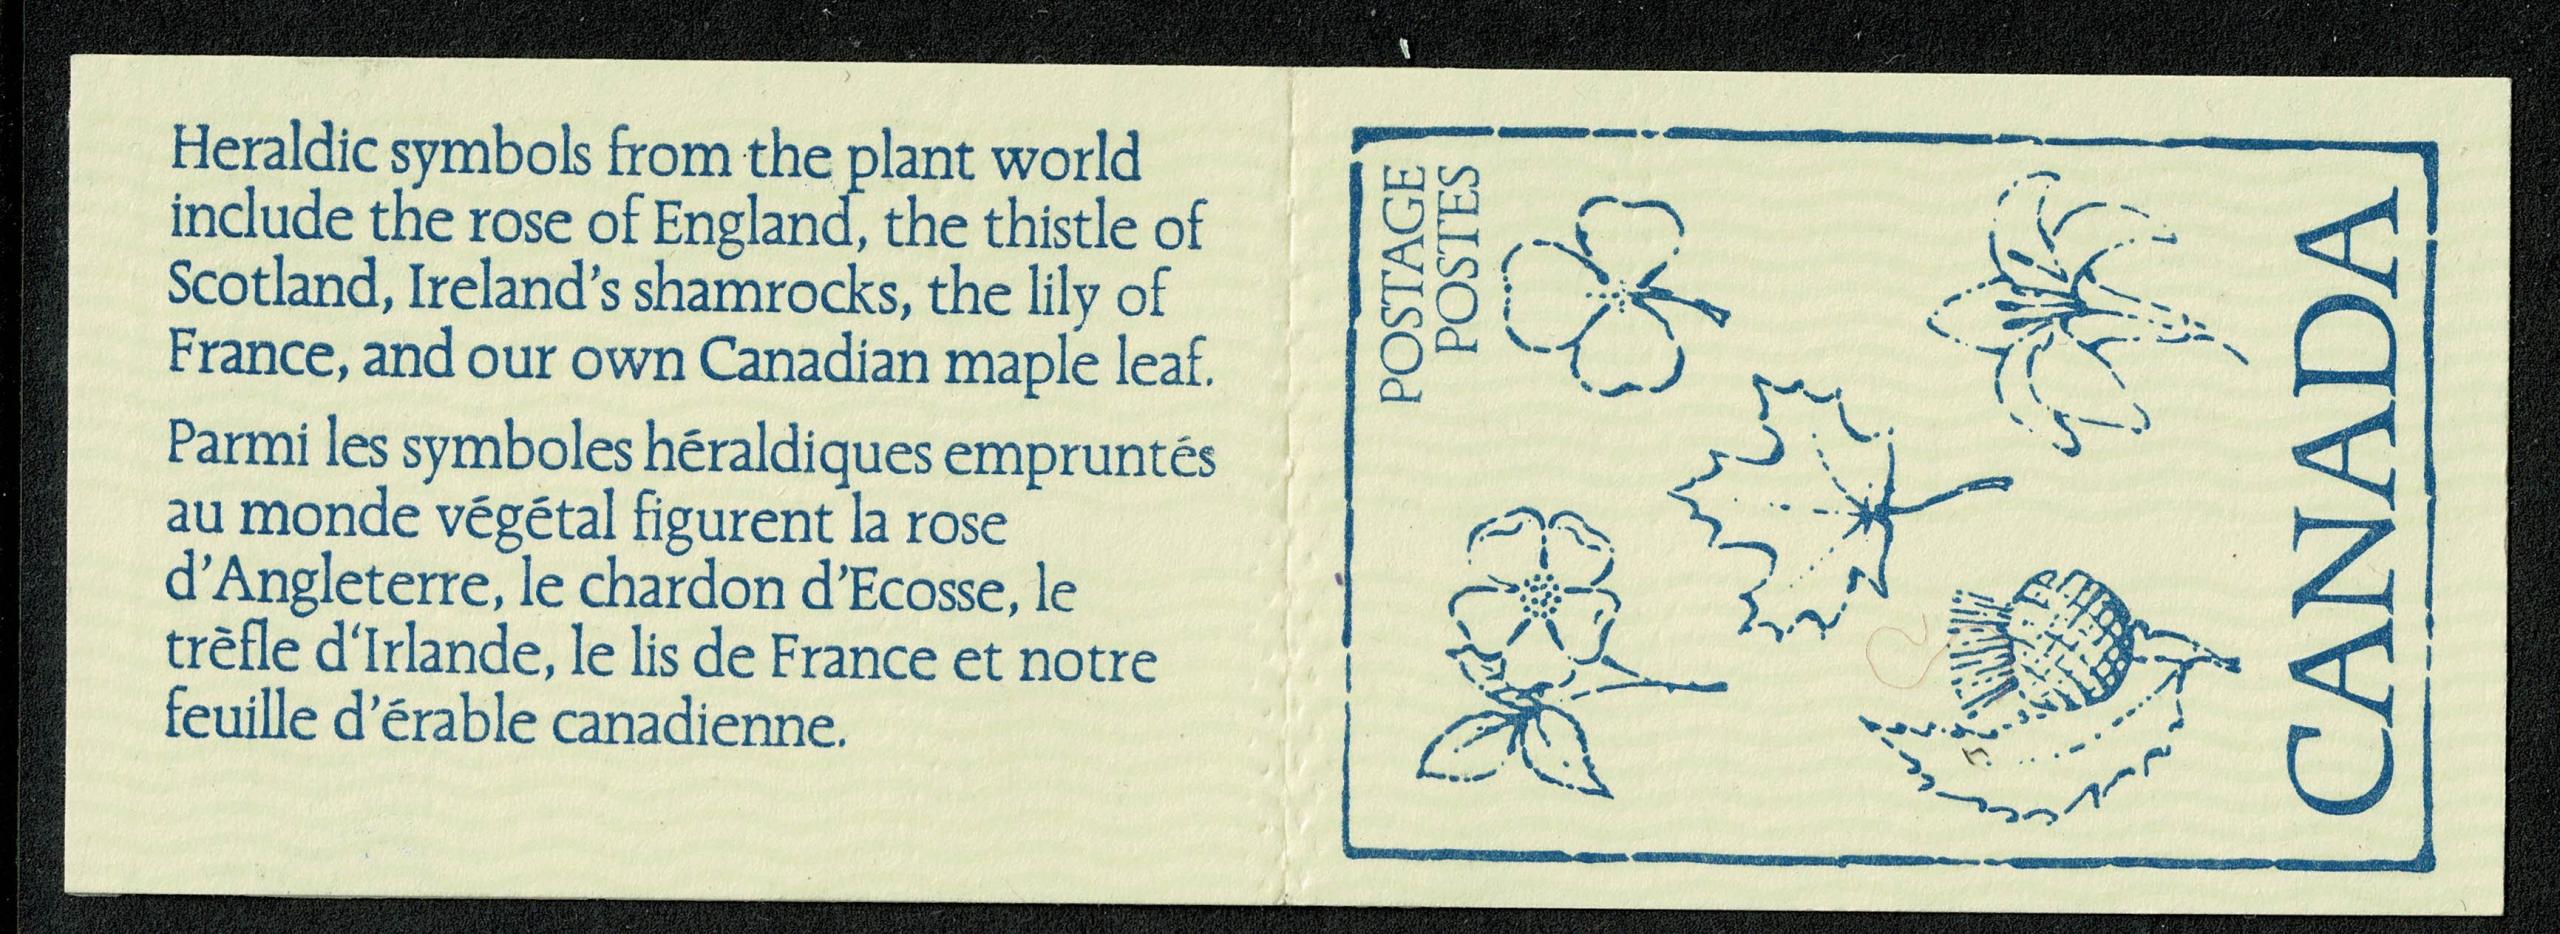 Heraldic symbols from the plant world
include the rose of England, the thistle of
Scotland, Ireland's shamrocks, the lily of
France, and our own Canadian maple leaf.
Parmi les symboles héraldiques empruntés
au monde végétal figurent la rose
d'Angleterre, le chardon d'Ecosse, le
trèfle d‘Irlande, le lis de France et notre
feuille d'érable canadienne.
POSTAGE
POSTES
CANADA